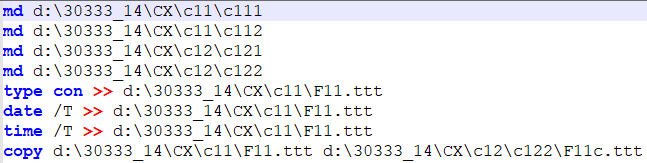 md d:\30333_14\CX\c11\c111
md d:\30333_14\CX\c11\c112
md d:\30333_14\CX\c12\c121
md d:\30333_14\CX\c12\c122
type con >> d:\30333_14\CX\c11\F11.ttt
date /T >> d:\30333_14\CX\c11\F11.ttt
time /T >> d:\30333_14\CX\c11\F11.ttt
copy d:\30333_14\CX\c11\F11.ttt d:\30333_14\CX\c12\c122\F11c.ttt